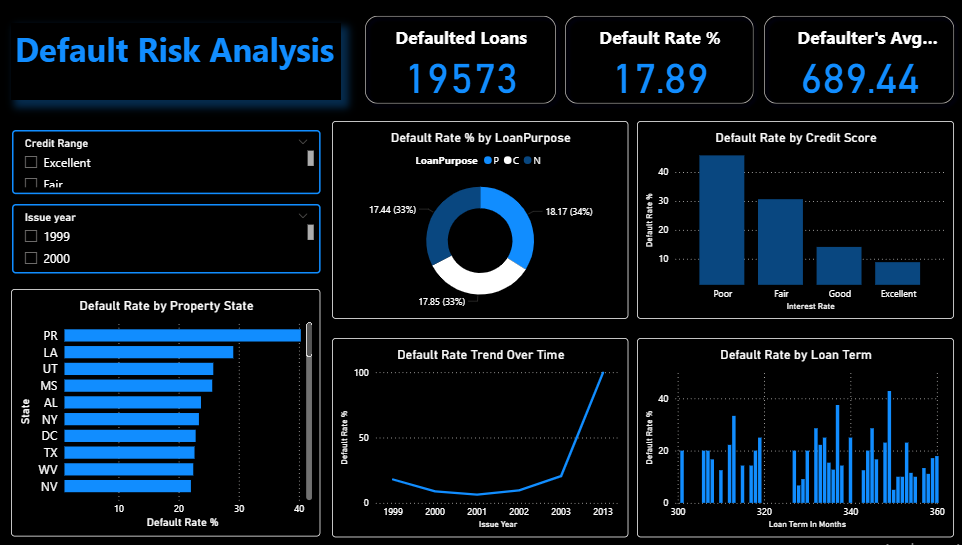 Default Risk Analysis
Defaulted Loans
19573
Default Rate %
17.89
Defaulter's Avg...
689.44
Credit Range
Excellent
Fair
Issue year
1999
2000
Default Rate by Property State
State
PR
LA
UT
MS
AL
NY
DC
TX
WV
NV
10 20 30 40
Default Rate %
Default Rate % by LoanPurpose
LoanPurpose P C N
17.44 (33%)
18.17 (34%)
17.85 (33%)
Default Rate by Credit Score
Default Rate %
40
30
20
10
Poor Fair Good Excellent
Interest Rate
Default Rate Trend Over Time
Default Rate %
100
50
0
1999 2000 2001 2002 2003 2013
Issue Year
Default Rate by Loan Term
Default Rate %
40
20
0
300 320 340 360
Loan Term In Months